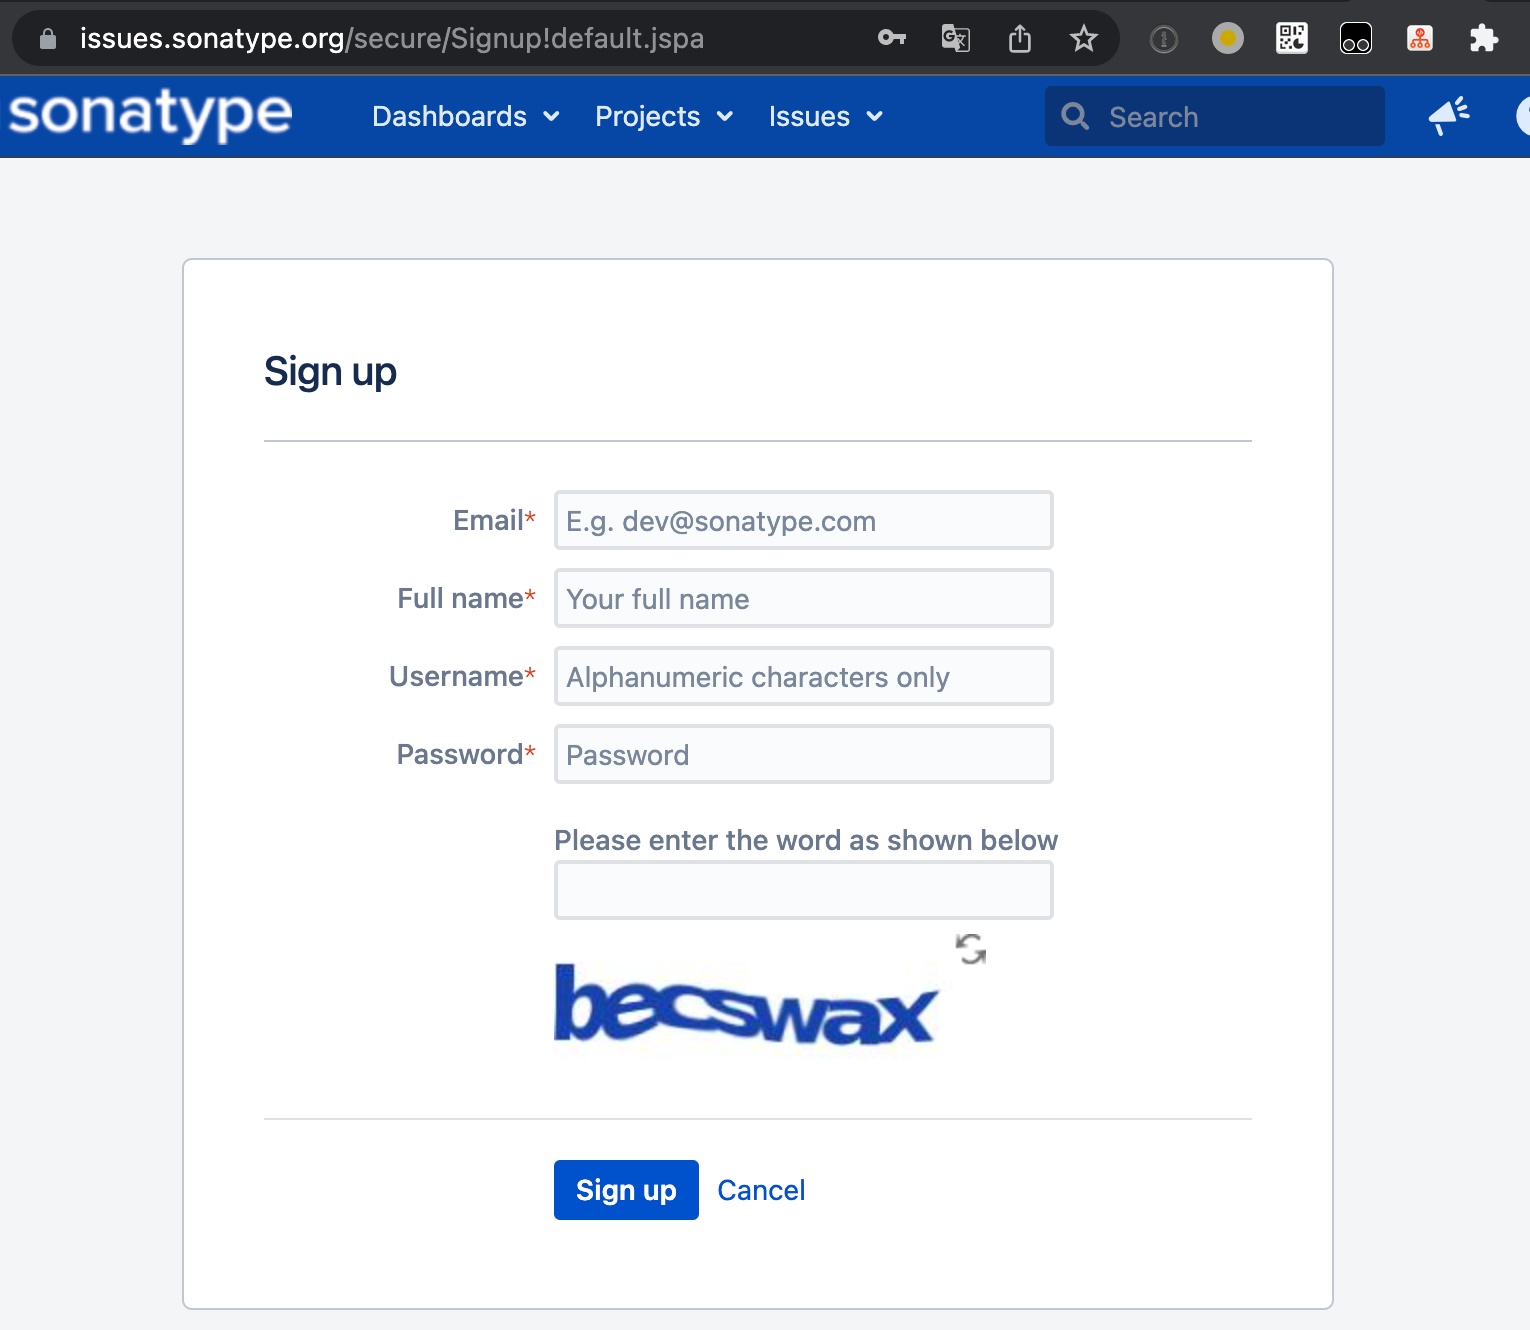 issues.sonatype.org/secure/Signup!default.jspa
sonatype
Dashboards
Projects
Issues
Search
Sign up
Email*
E.g. dev@sonatype.com
Full name*
Your full name
Username*
Alphanumeric characters only
Password*
Password
Please enter the word as shown below
becswax
Sign up
Cancel